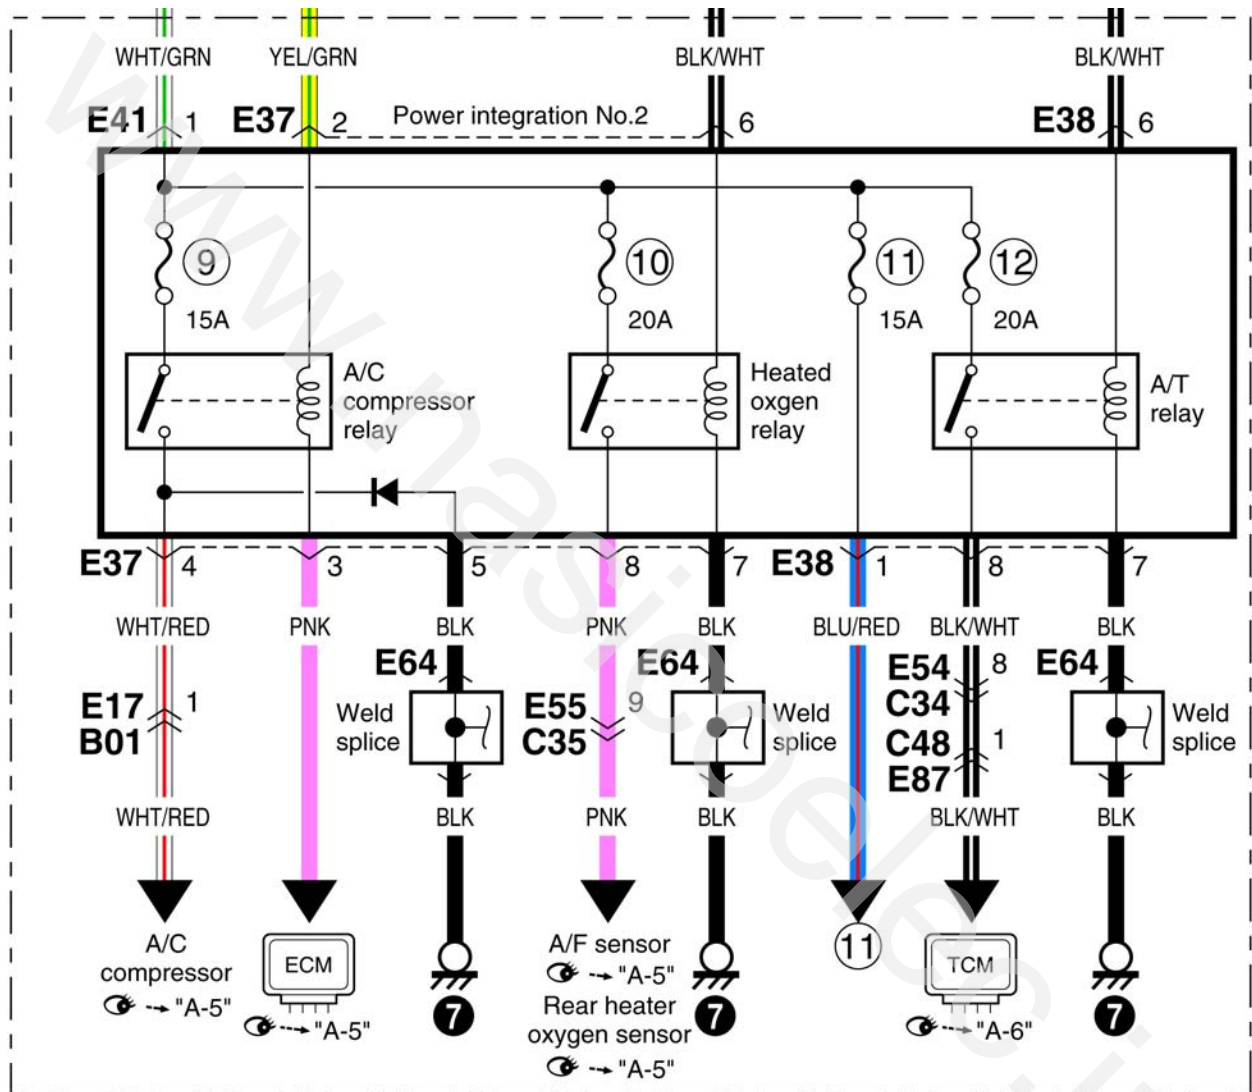 WHT/GRN YEL/GRN BLK/WHT BLK/WHT
E41 1 E37 2 Power integration No.2 6 E38 6
9 10 11 12
15A 20A 15A 20A
A/C
compressor
relay
Heated
oxgen
relay
A/T
relay
E37 4 3 5 8 7 E38 1 8 7
WHT/RED PNK BLK PNK BLK BLU/RED BLK/WHT BLK
E64 E64 E54 8 E64
C34
E17 1
B01
Weld
splice
E55 9
C35
Weld
splice
C48 1
E87
Weld
splice
WHT/RED BLK PNK BLK BLK/WHT BLK
A/C
compressor
"A-5"
ECM
"A-5"
7
A/F sensor
"A-5"
Rear heater
oxygen sensor
"A-5"
7
11
TCM
"A-6"
7